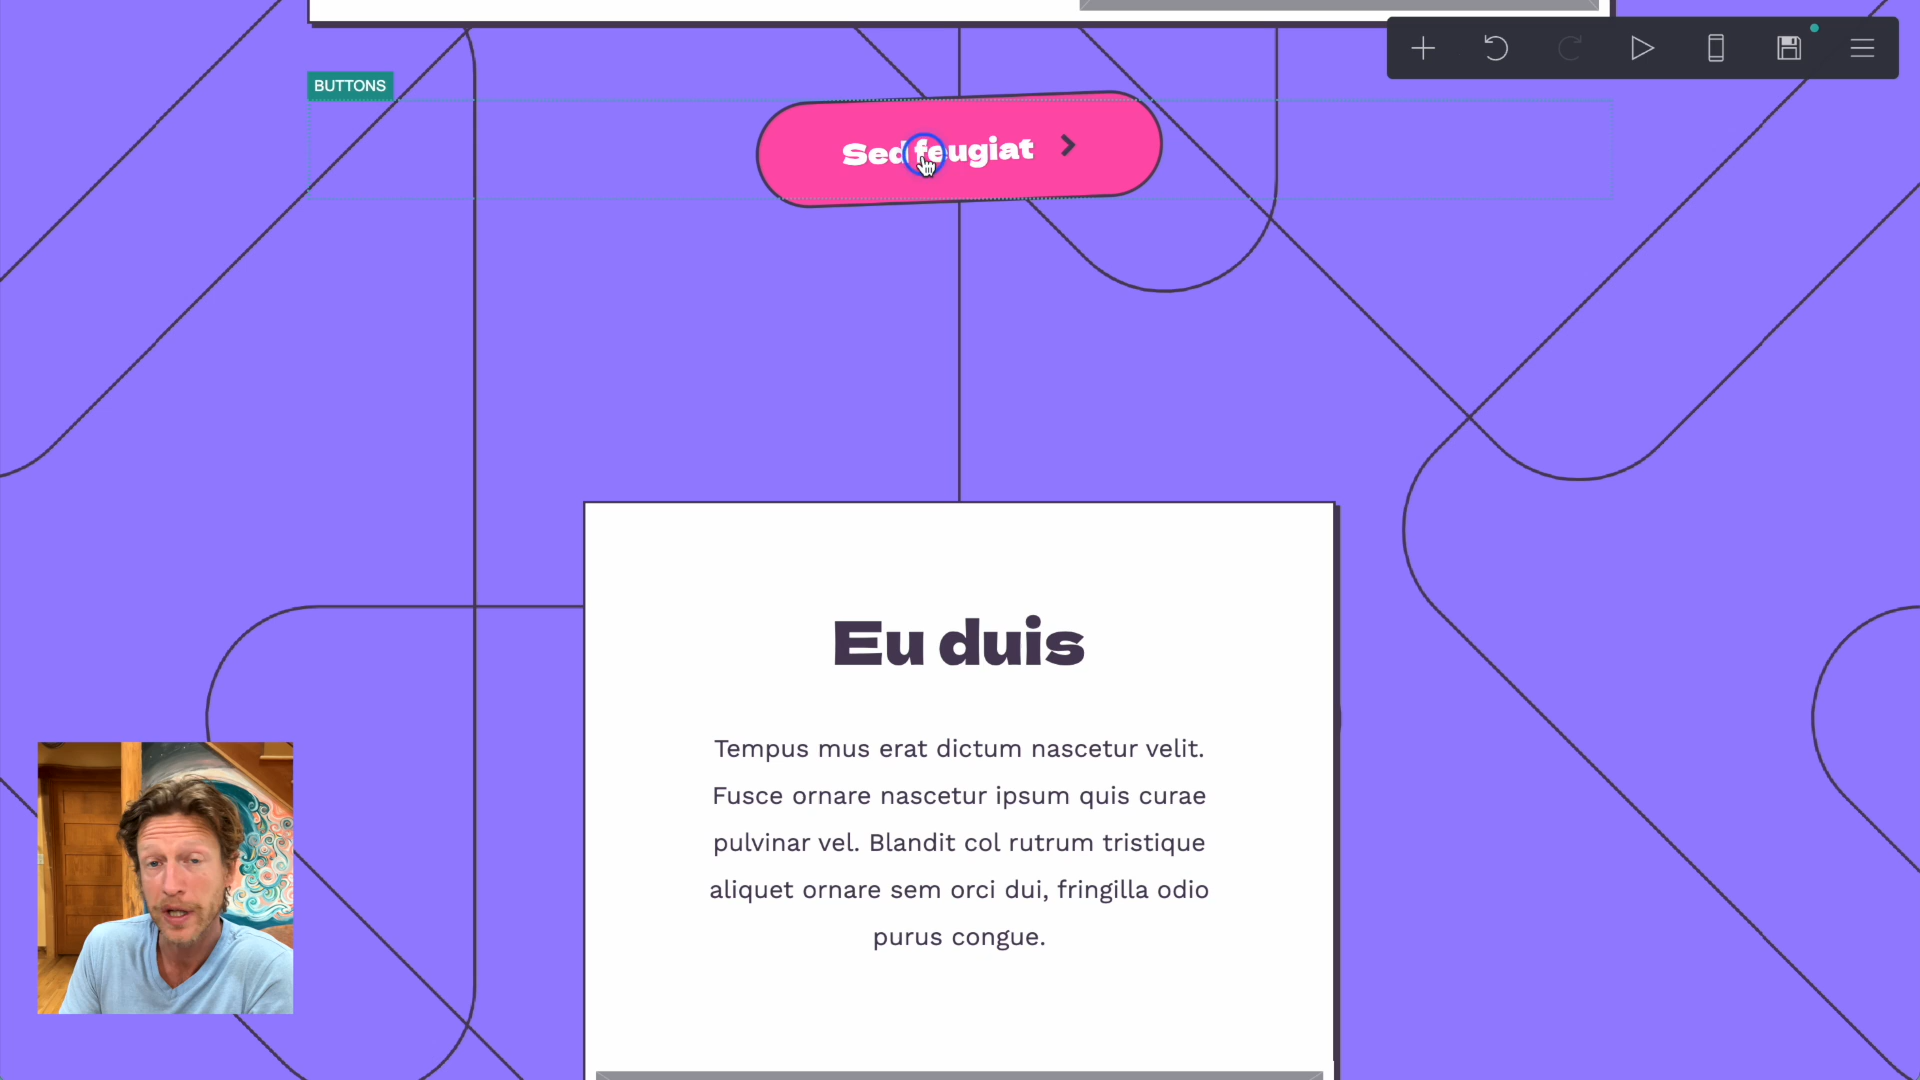 BUTTONS
Sed feugiat
Eu duis
Tempus mus erat dictum nascetur velit.
Fusce ornare nascetur ipsum quis curae
pulvinar vel. Blandit col rutrum tristique
aliquet ornare sem orci dui, fringilla odio
purus congue.